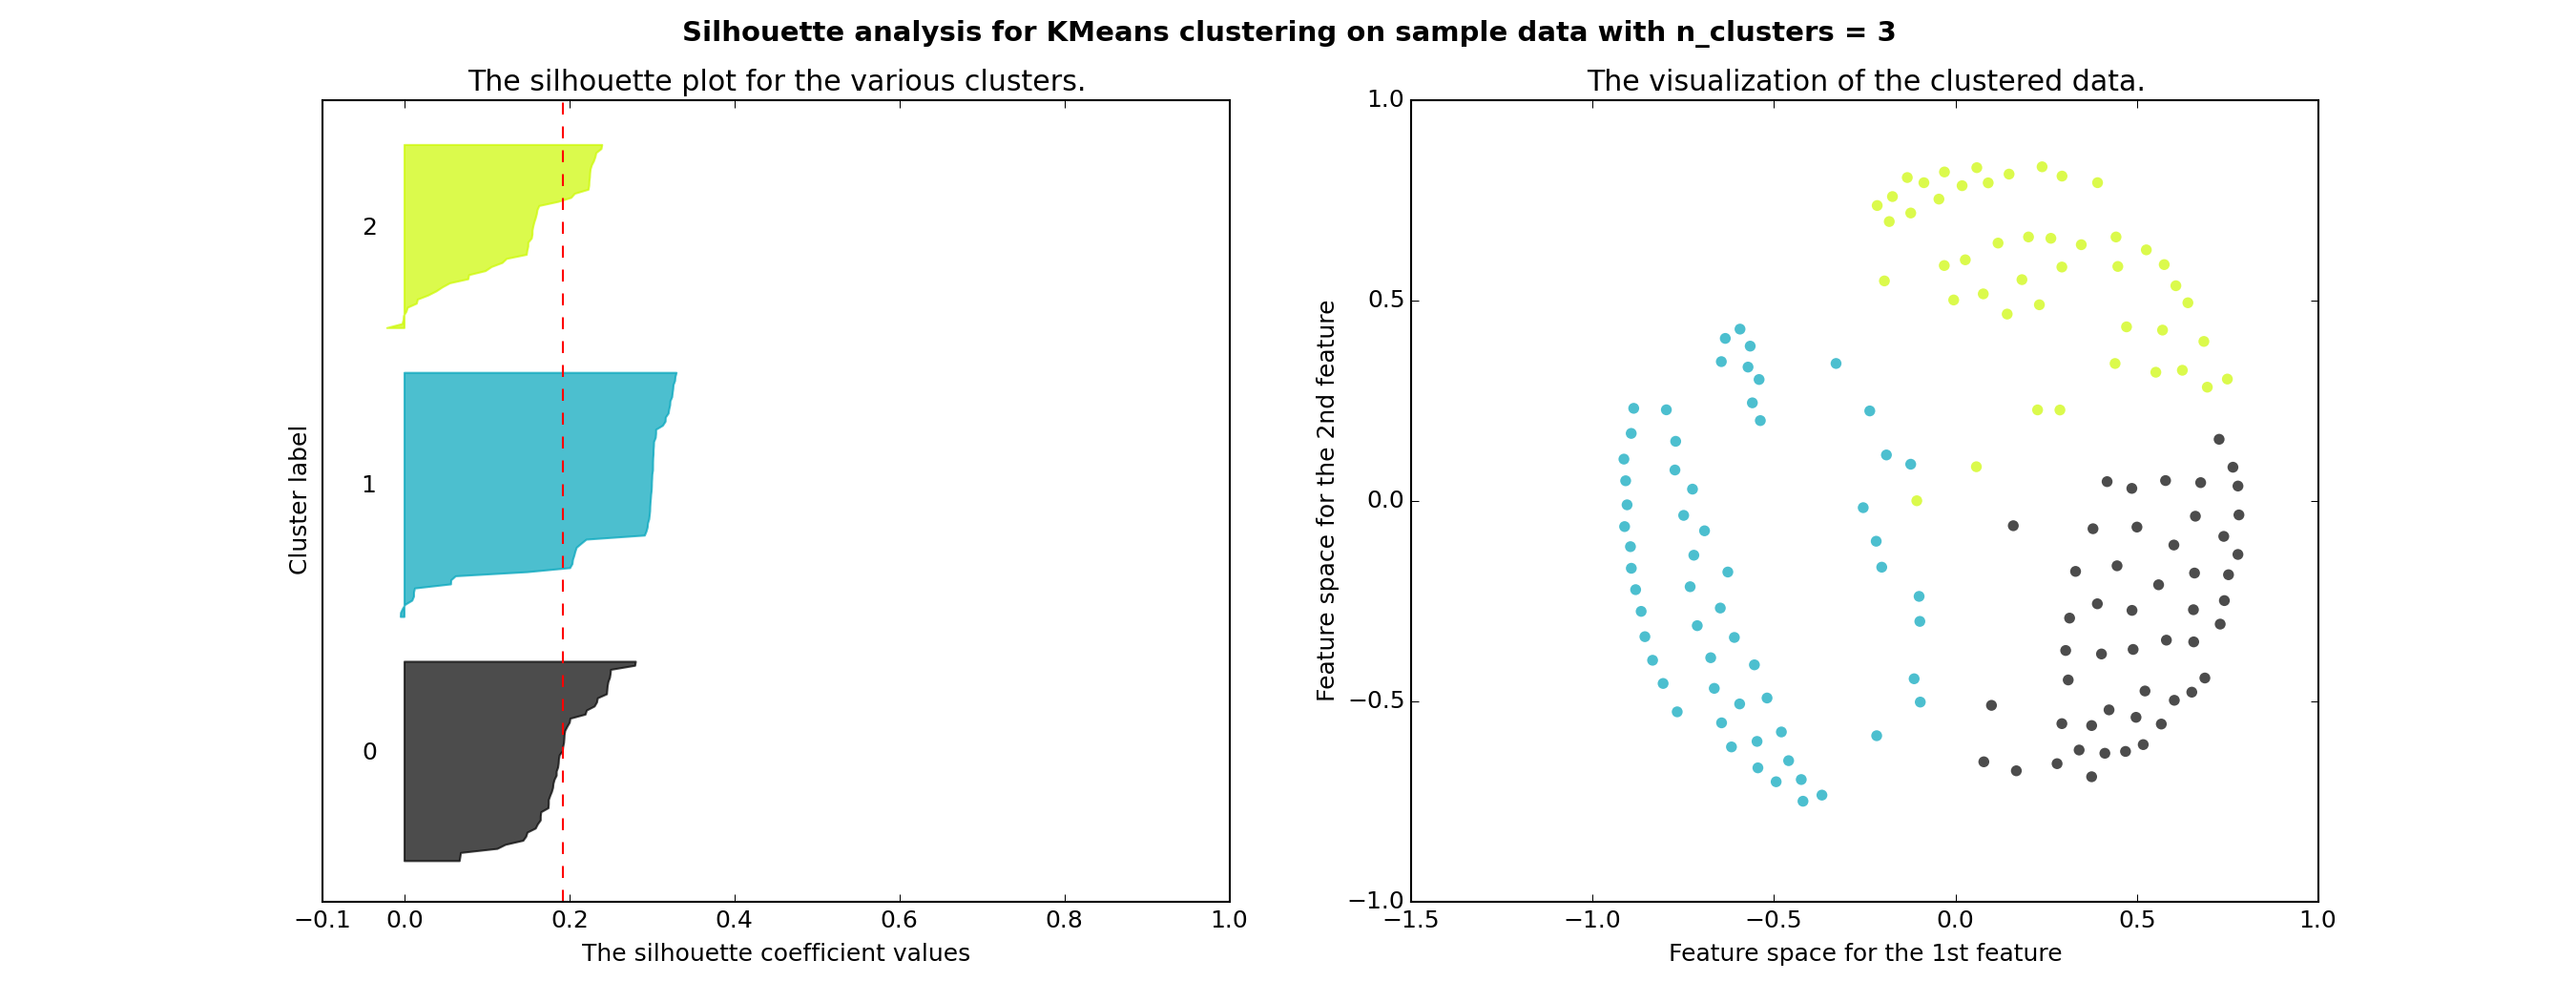 Silhouette analysis for KMeans clustering on sample data with n_clusters = 3
The silhouette plot for the various clusters.
Cluster label
2
1
0
−0.1 0.0 0.2 0.4 0.6 0.8 1.0
The silhouette coefficient values
The visualization of the clustered data.
Feature space for the 2nd feature
1.0
0.5
0.0
−0.5
−1.0
−1.5 −1.0 −0.5 0.0 0.5 1.0
Feature space for the 1st feature